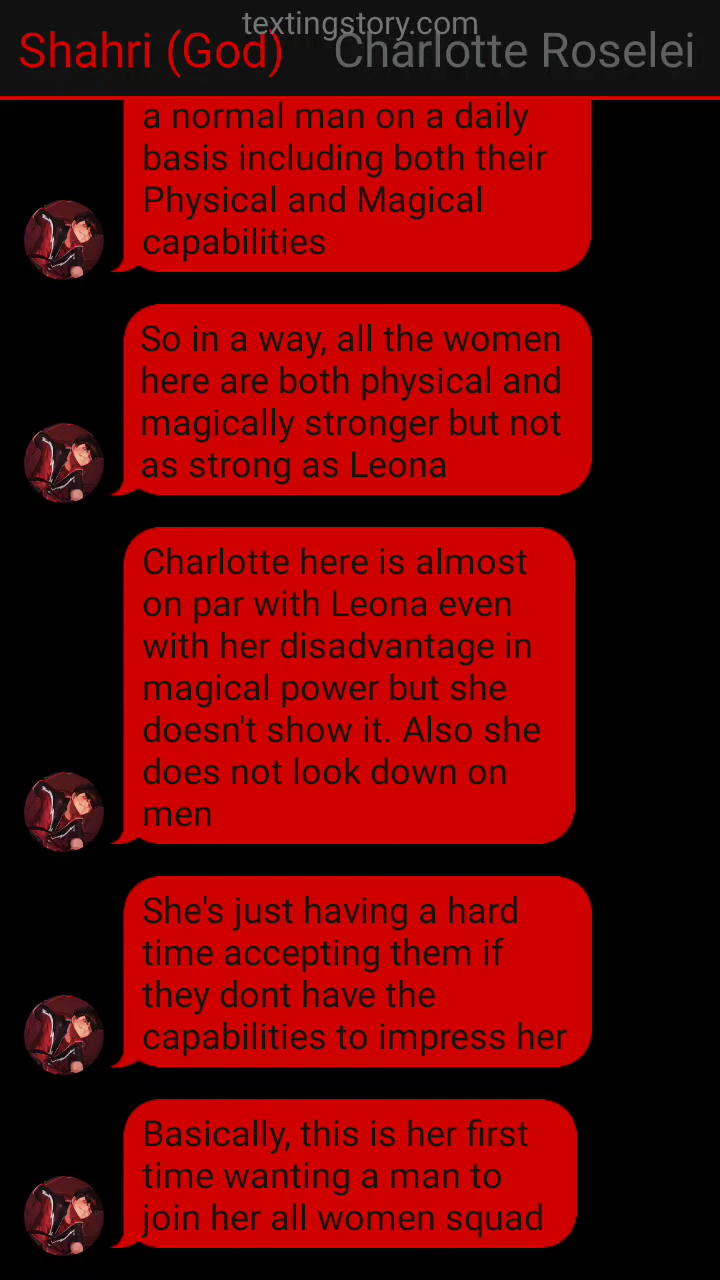 textingstory.com
Shahri (God) Charlotte Roselei
a normal man on a daily
basis including both their
Physical and Magical
capabilities
So in a way, all the women
here are both physical and
magically stronger but not
as strong as Leona
Charlotte here is almost
on par with Leona even
with her disadvantage in
magical power but she
doesn't show it. Also she
does not look down on
men
She's just having a hard
time accepting them if
they dont have the
capabilities to impress her
Basically, this is her first
time wanting a man to
join her all women squad